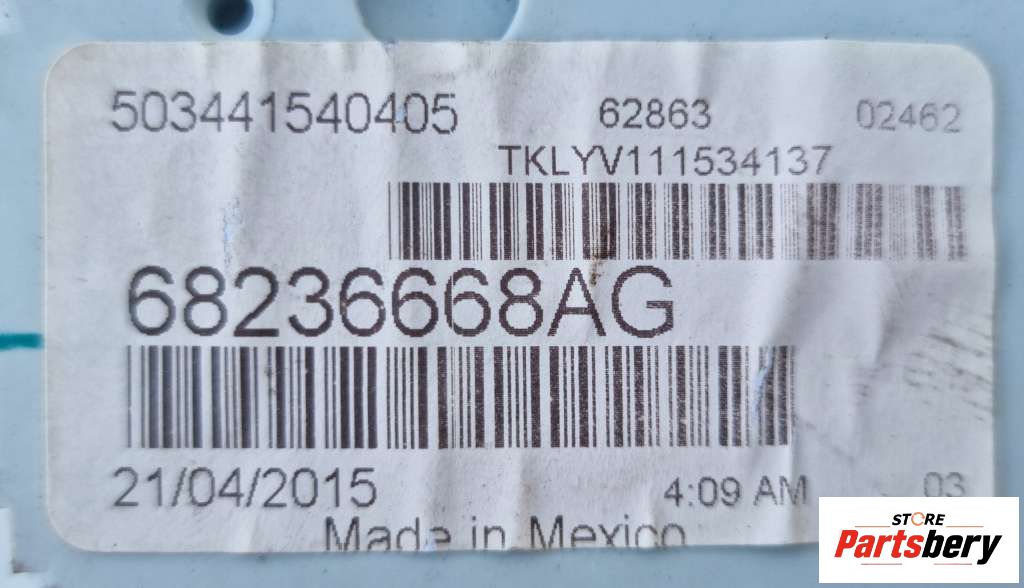 503441540405 62863 02462
TKLYV111534137
68236668AG
21/04/2015 4:09 AM 03
Made in Mexico
STORE
Partsbery